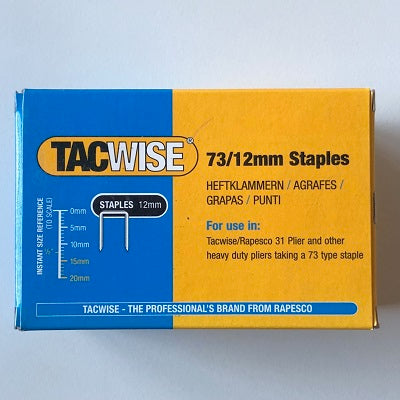 TACWISE®
73/12mm Staples
HEFTKLAMMERN / AGRAFES /
GRAPAS / PUNTI
For use in:
Tacwise/Rapesco 31 Plier and other
heavy duty pliers taking a 73 type staple
STAPLES 12mm
INSTANT SIZE REFERENCE
(TO SCALE)
0mm
5mm
10mm
½"
15mm
20mm
TACWISE - THE PROFESSIONAL'S BRAND FROM RAPESCO